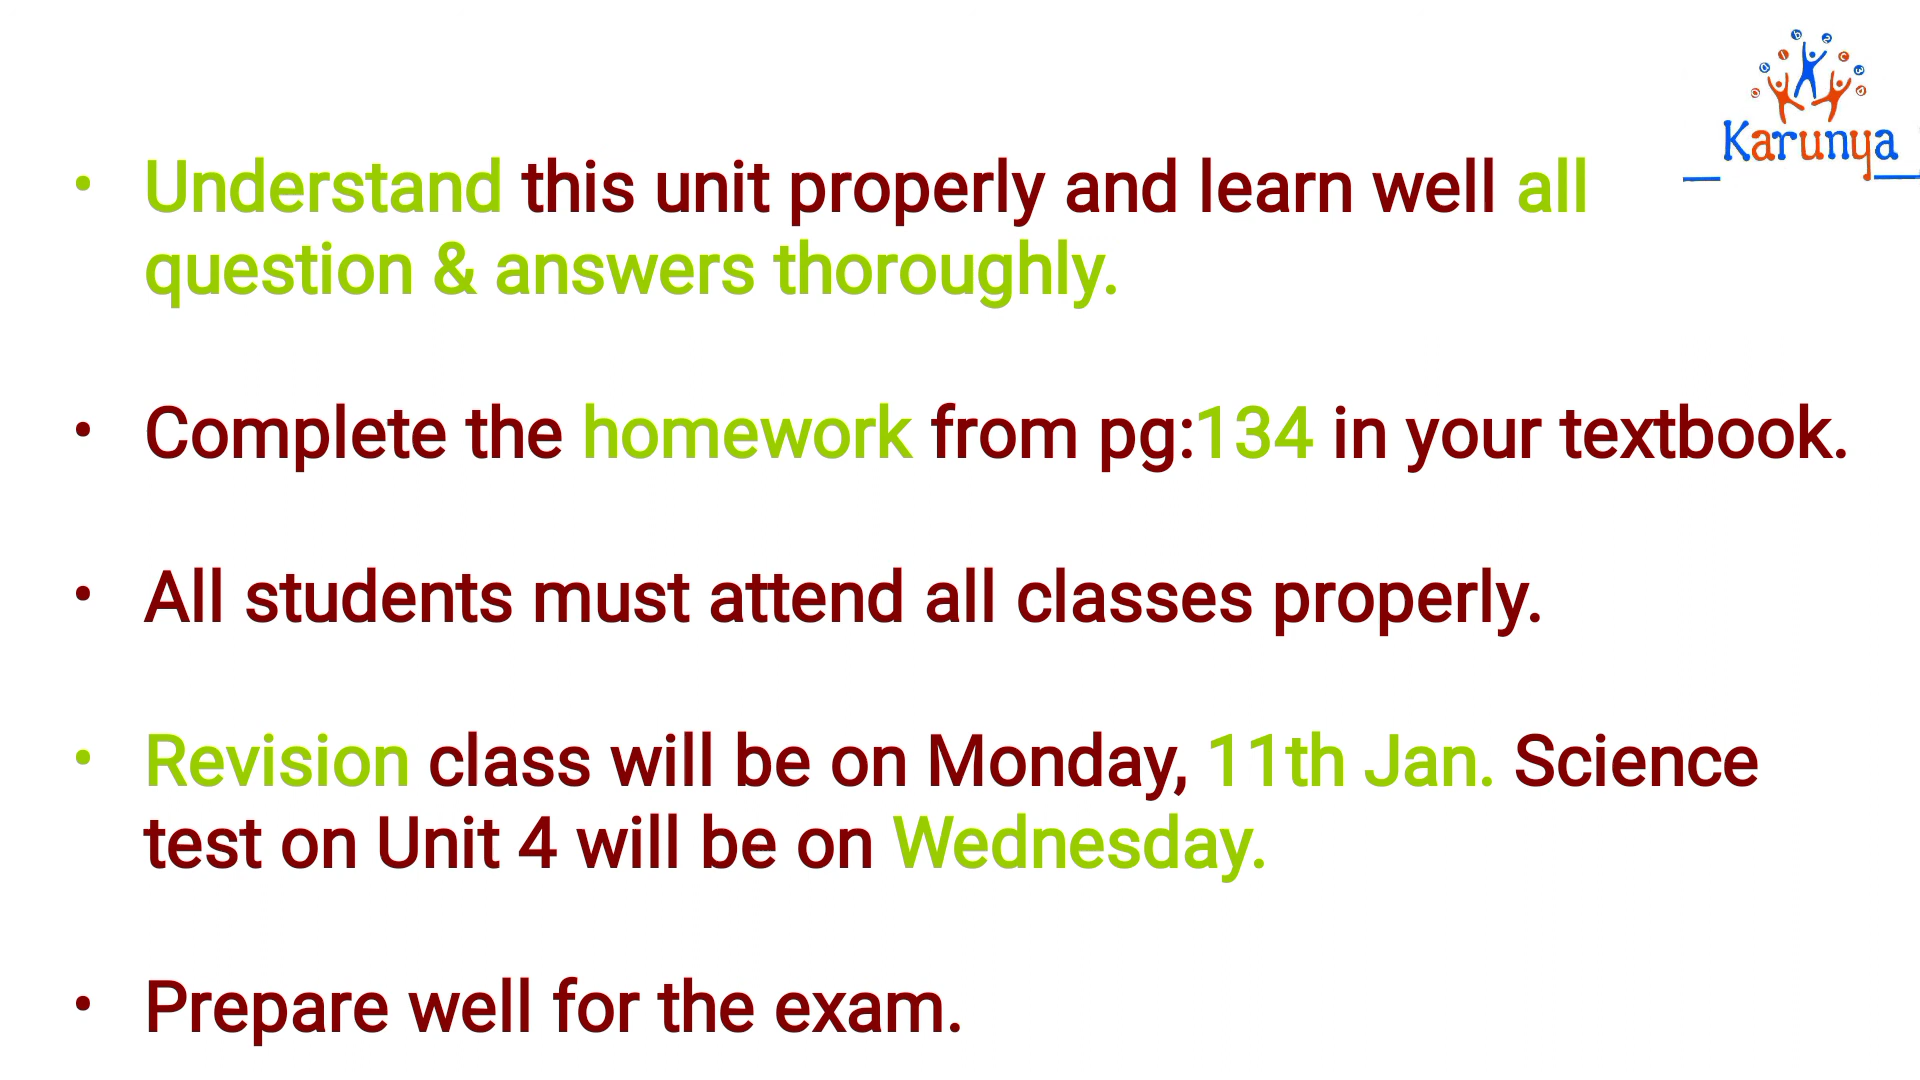 Karunya
• Understand this unit properly and learn well all
question & answers thoroughly.
• Complete the homework from pg:134 in your textbook.
• All students must attend all classes properly.
• Revision class will be on Monday, 11th Jan. Science
test on Unit 4 will be on Wednesday.
• Prepare well for the exam.